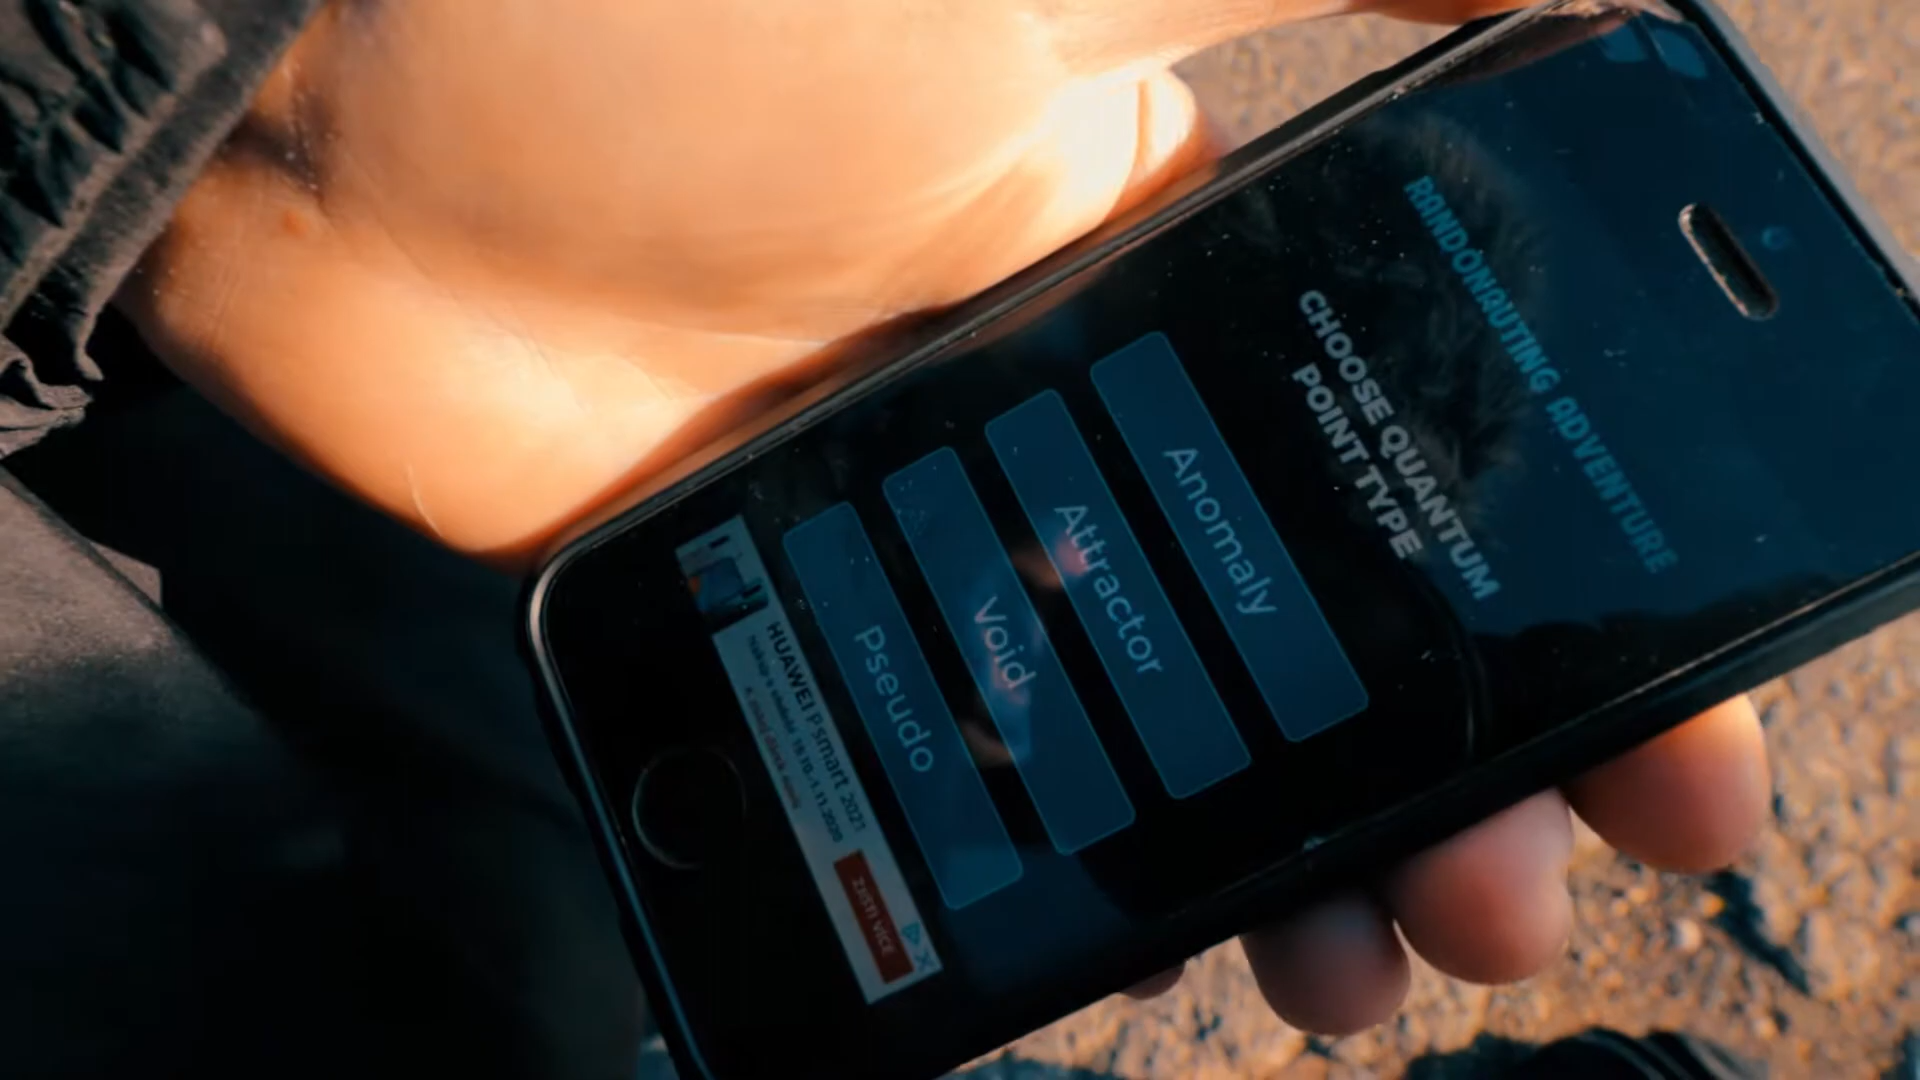 RANDONAUTING ADVENTURE
CHOOSE QUANTUM
POINT TYPE
Anomaly
Attractor
Void
Pseudo
HUAWEI P smart 2021
ZJISTI VÍCE